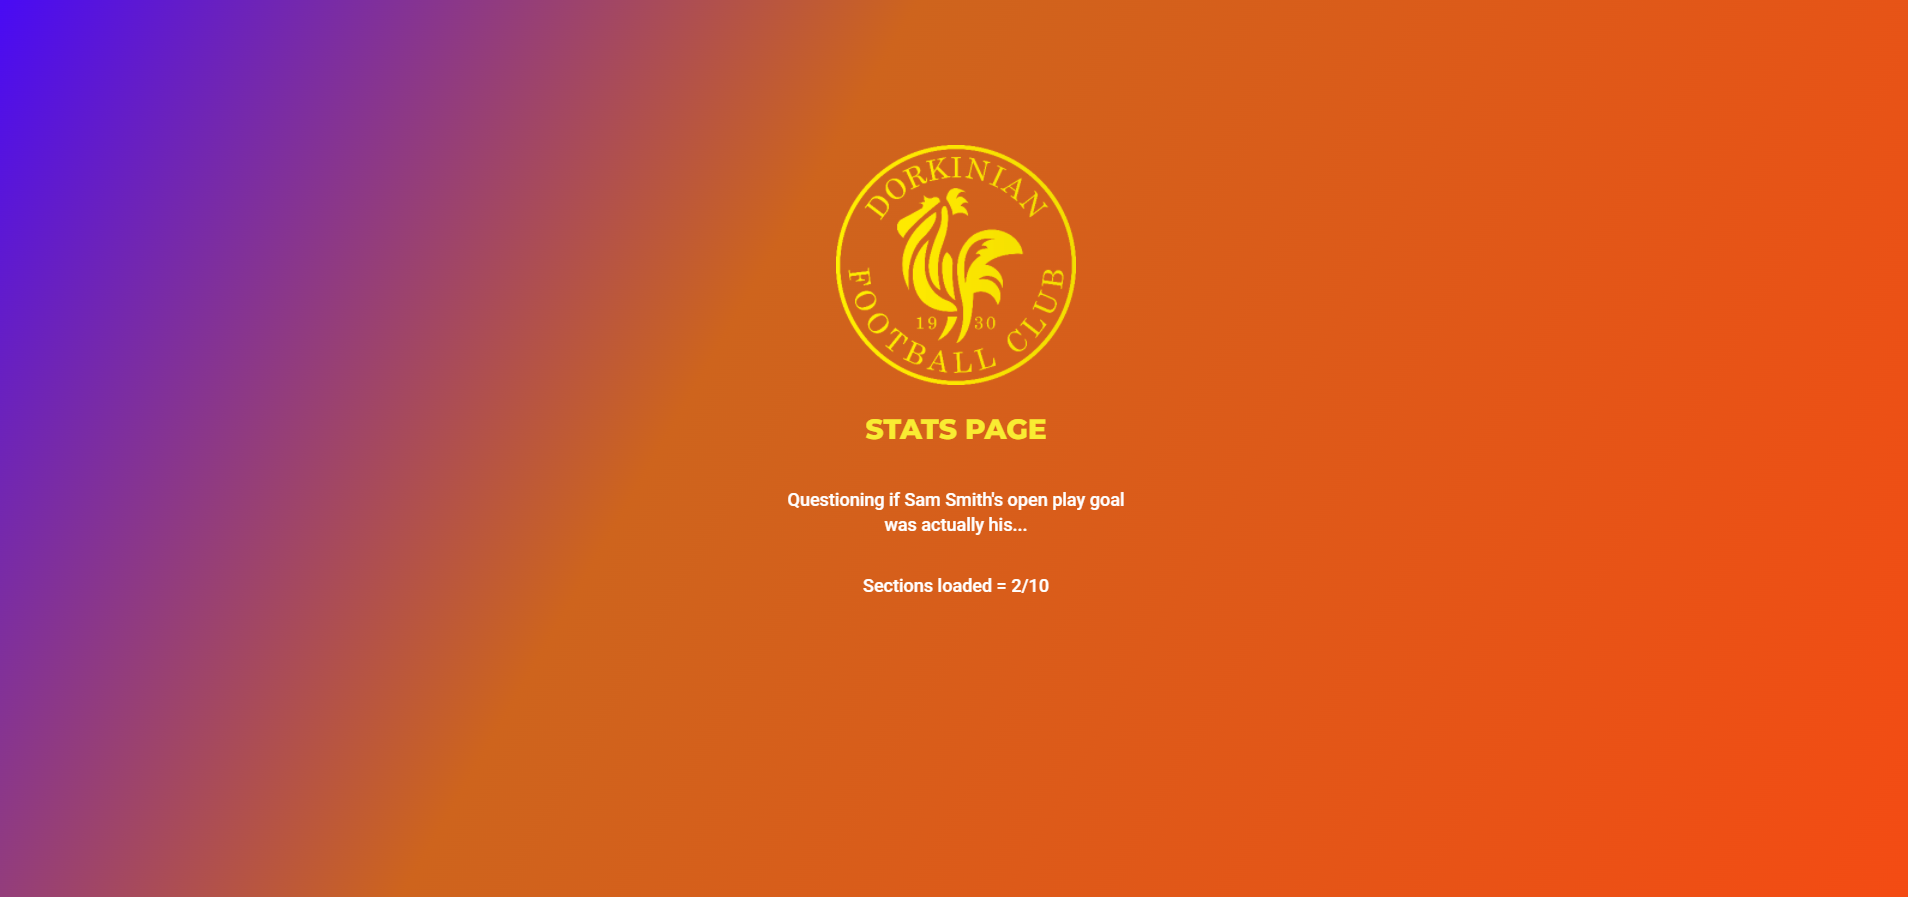 DORKINIAN
19 30
FOOTBALL CLUB
STATS PAGE
Questioning if Sam Smith's open play goal
was actually his...
Sections loaded = 2/10